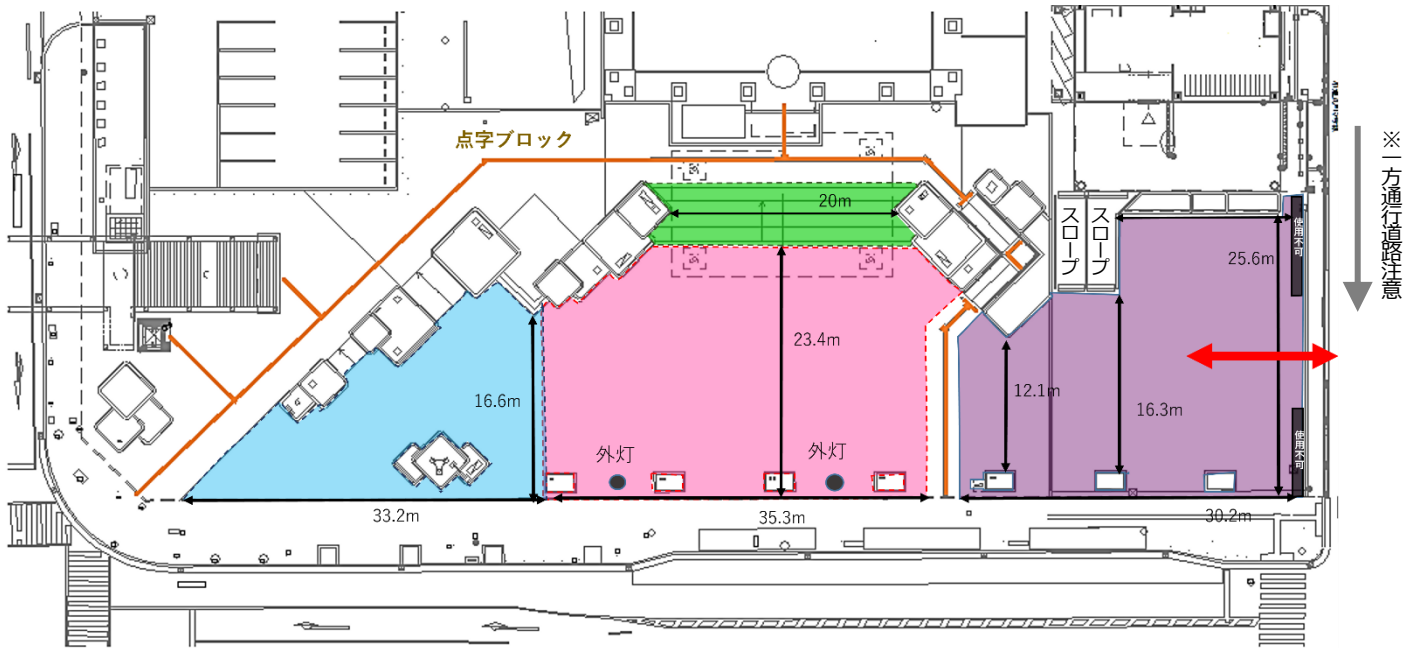 点字ブロック
※一方通行道路注意
20m
スロープ
スロープ
使用不可
25.6m
23.4m
16.6m
12.1m
16.3m
外灯
外灯
使用不可
33.2m
35.3m
30.2m